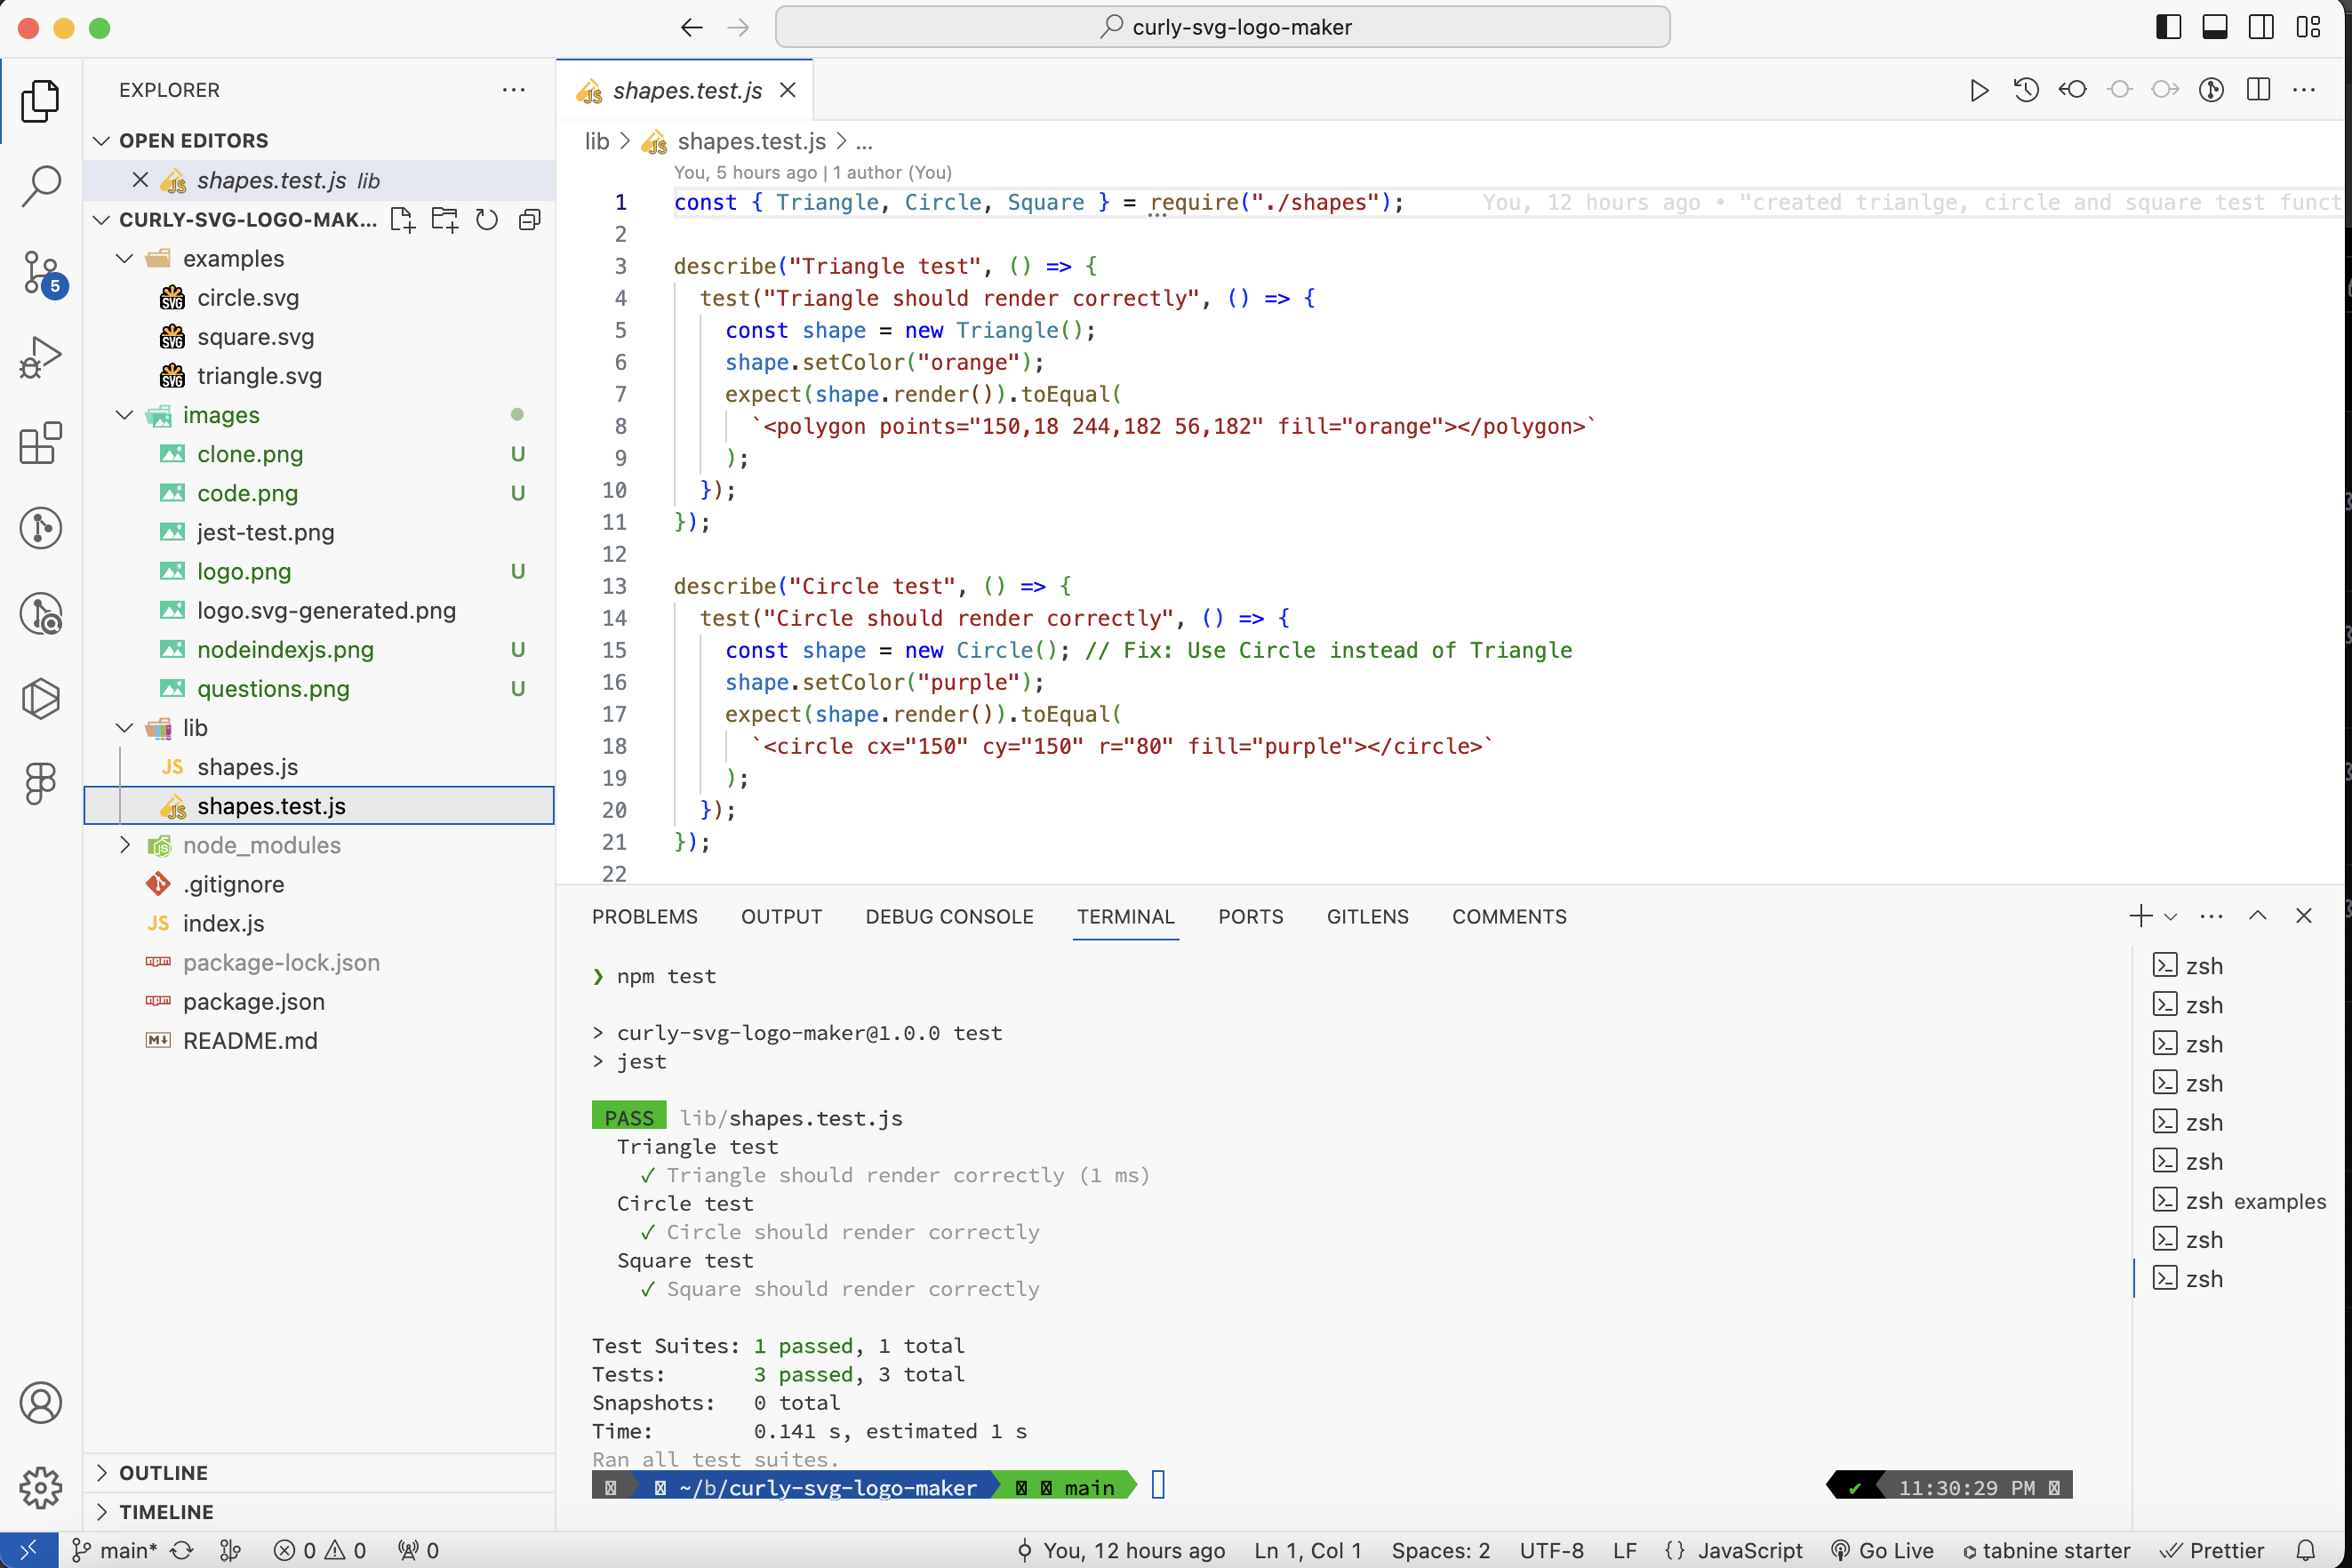 curly-svg-logo-maker
EXPLORER
OPEN EDITORS
shapes.test.js lib
CURLY-SVG-LOGO-MAK...
examples
circle.svg
square.svg
triangle.svg
images
clone.png U
code.png U
jest-test.png
logo.png U
logo.svg-generated.png
nodeindexjs.png U
questions.png U
lib
JS shapes.js
shapes.test.js
node_modules
.gitignore
JS index.js
package-lock.json
package.json
README.md
OUTLINE
TIMELINE
5
shapes.test.js
lib > shapes.test.js > ...
You, 5 hours ago | 1 author (You)
1 const { Triangle, Circle, Square } = require("./shapes"); You, 12 hours ago • "created trianlge, circle and square test funct
2
3 describe("Triangle test", () => {
4 test("Triangle should render correctly", () => {
5 const shape = new Triangle();
6 shape.setColor("orange");
7 expect(shape.render()).toEqual(
8 `<polygon points="150,18 244,182 56,182" fill="orange"></polygon>`
9 );
10 });
11 });
12
13 describe("Circle test", () => {
14 test("Circle should render correctly", () => {
15 const shape = new Circle(); // Fix: Use Circle instead of Triangle
16 shape.setColor("purple");
17 expect(shape.render()).toEqual(
18 `<circle cx="150" cy="150" r="80" fill="purple"></circle>`
19 );
20 });
21 });
22
PROBLEMS OUTPUT DEBUG CONSOLE TERMINAL PORTS GITLENS COMMENTS
❯ npm test
> curly-svg-logo-maker@1.0.0 test
> jest
PASS lib/shapes.test.js
Triangle test
✓ Triangle should render correctly (1 ms)
Circle test
✓ Circle should render correctly
Square test
✓ Square should render correctly
Test Suites: 1 passed, 1 total
Tests: 3 passed, 3 total
Snapshots: 0 total
Time: 0.141 s, estimated 1 s
Ran all test suites.
~/b/curly-svg-logo-maker main ✔ 11:30:29 PM
zsh
zsh
zsh
zsh
zsh
zsh
zsh examples
zsh
zsh
main* 0 0 0 You, 12 hours ago Ln 1, Col 1 Spaces: 2 UTF-8 LF {} JavaScript Go Live tabnine starter Prettier